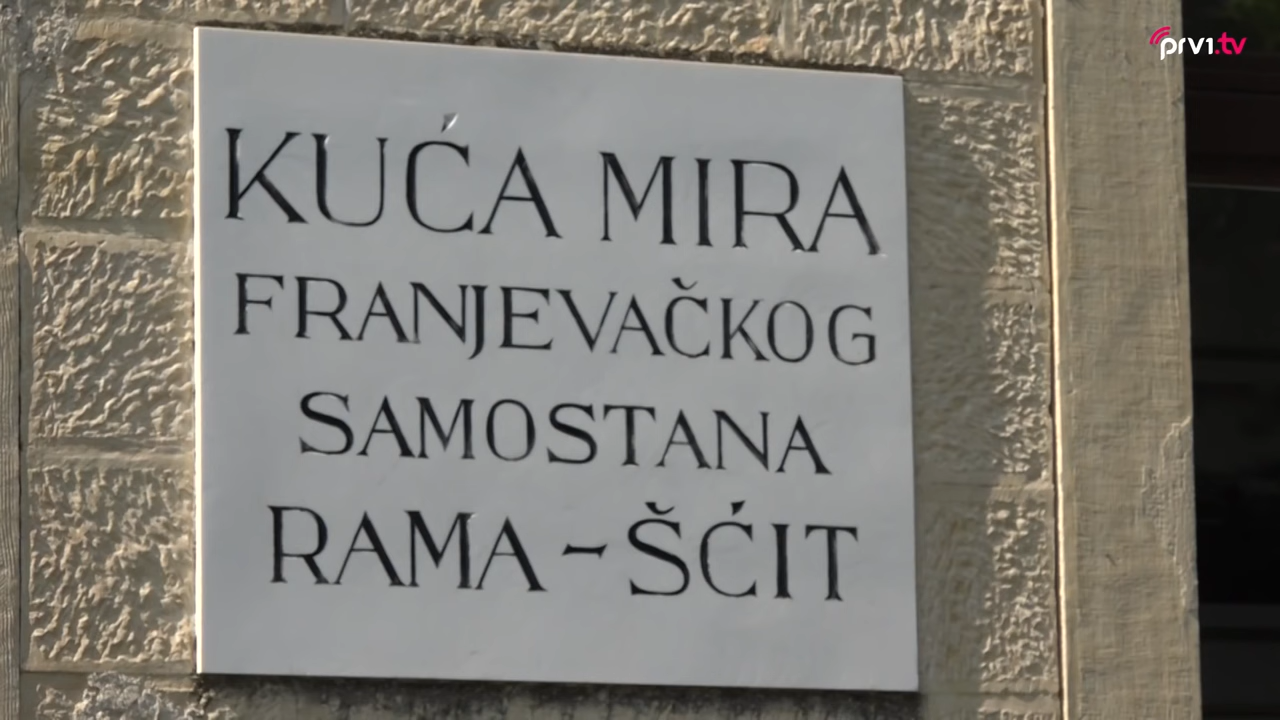 prv1.tv
KUĆA MIRA
FRANJEVAČKOG
SAMOSTANA
RAMA - ŠĆIT